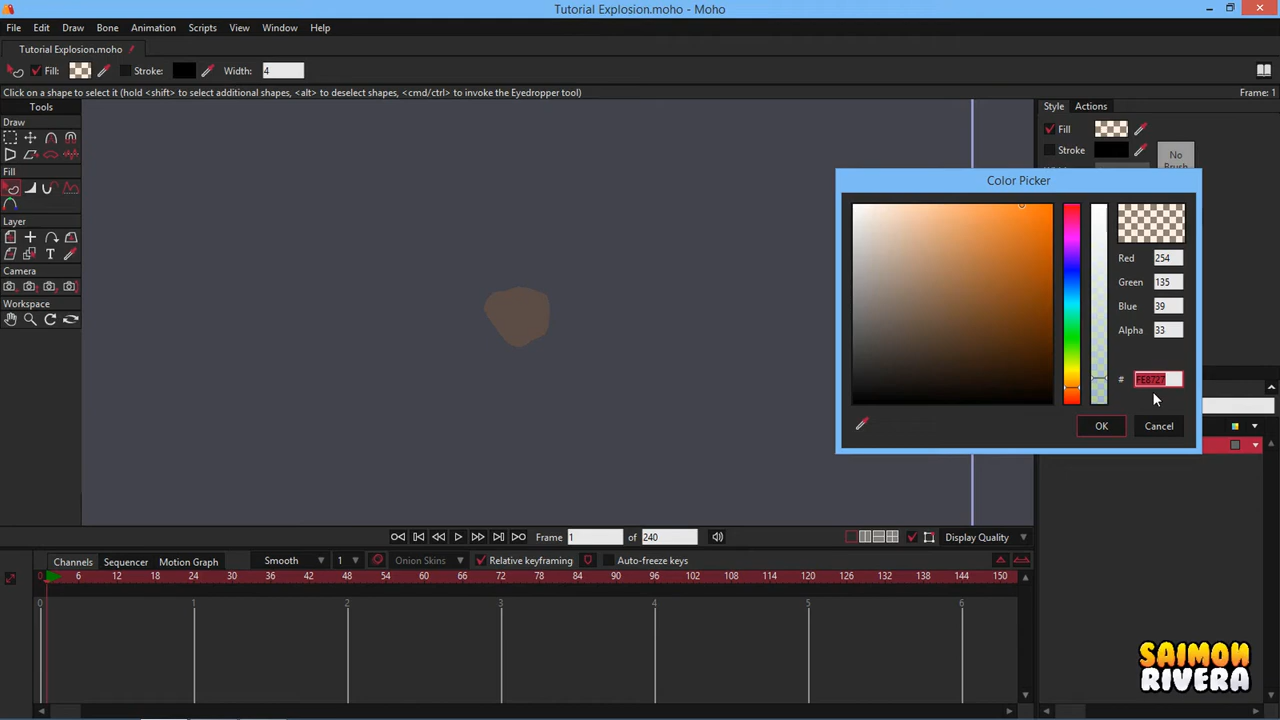 Tutorial Explosion.moho - Moho
File Edit Draw Bone Animation Scripts View Window Help
Tutorial Explosion.moho
Fill: Stroke: Width: 4
Click on a shape to select it (hold <shift> to select additional shapes, <alt> to deselect shapes, <cmd/ctrl> to invoke the Eyedropper tool) Frame: 1
Tools
Style Actions
Draw
Fill
Stroke
No
Fill
Layer
Camera
Workspace
Color Picker
Red 254
Green 135
Blue 39
Alpha 33
# FE8727
OK Cancel
Frame 1 of 240 Display Quality
Channels Sequencer Motion Graph Smooth 1 Onion Skins Relative keyframing Auto-freeze keys
0 6 12 18 24 30 36 42 48 54 60 66 72 78 84 90 96 102 108 114 120 126 132 138 144 150
0 1 2 3 4 5 6
SAIMON
RIVERA